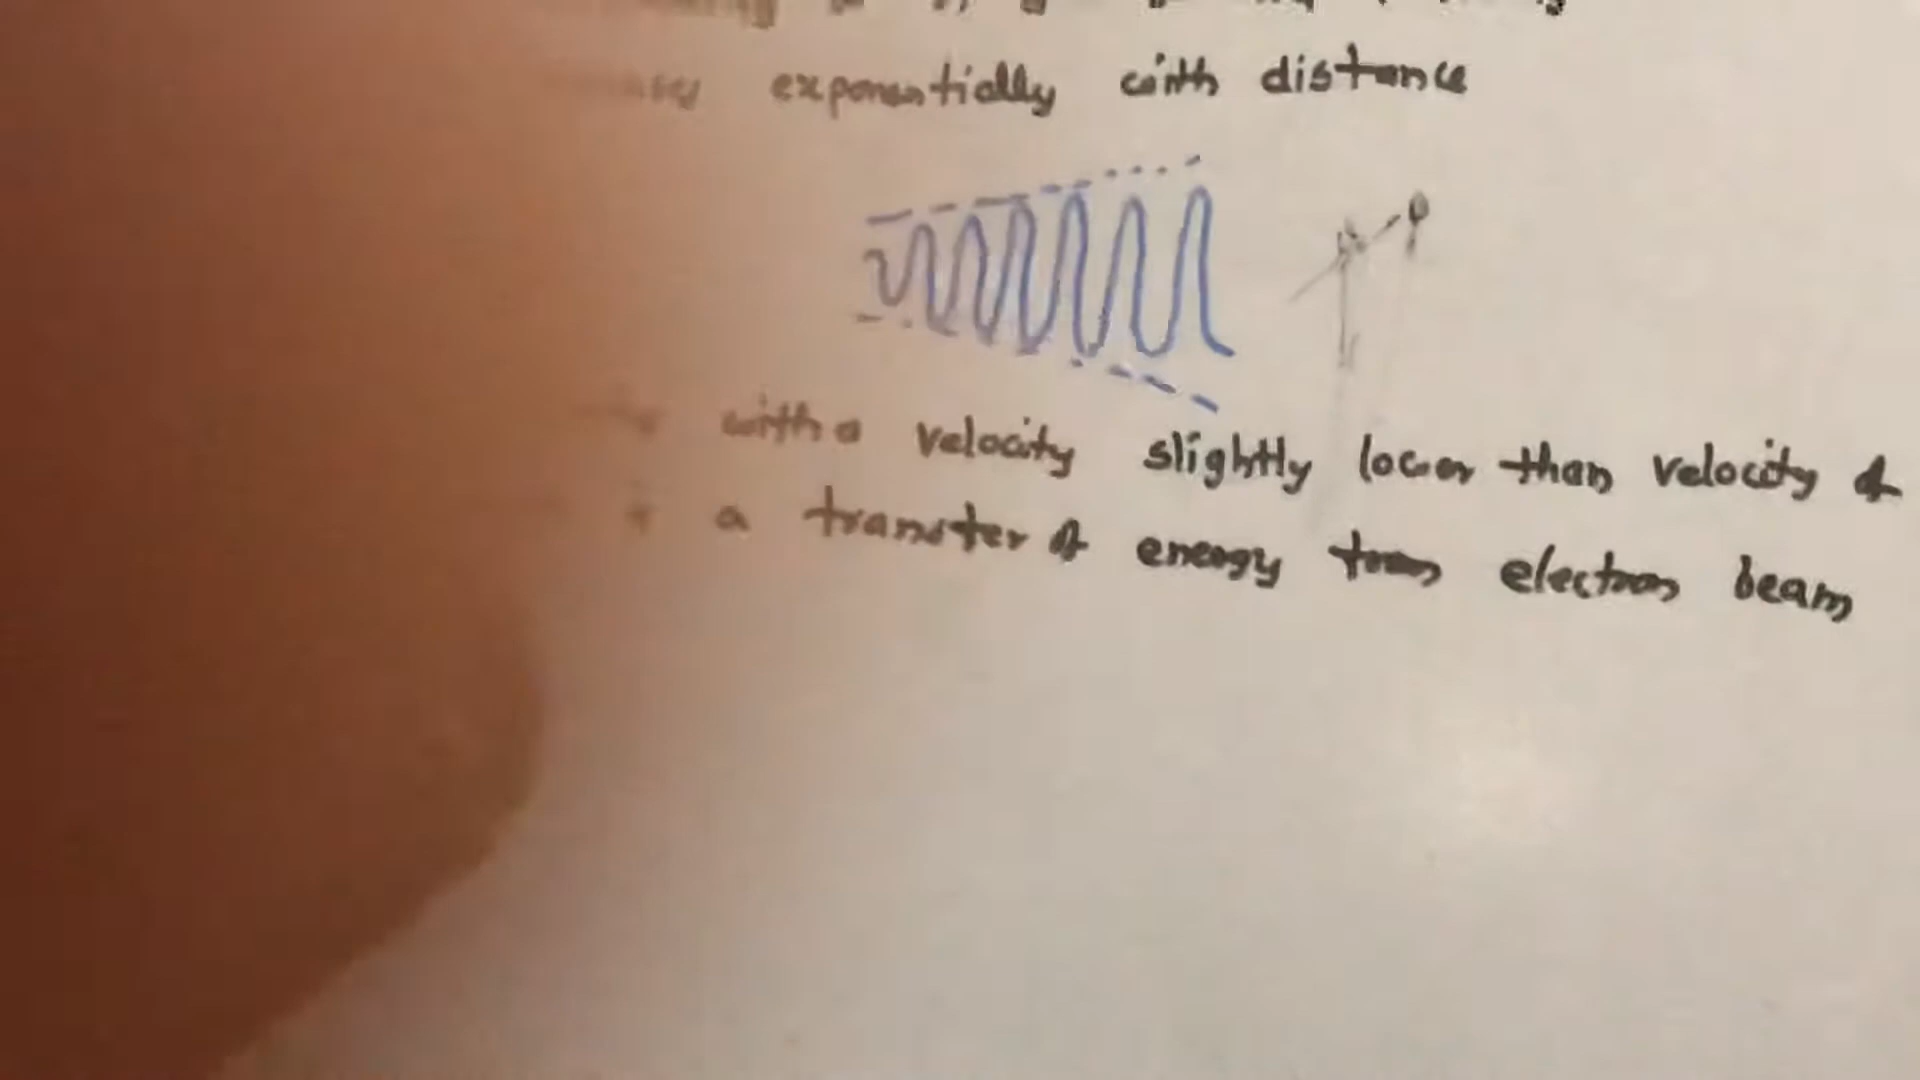 exponentially with distance
with a velocity slightly lower than velocity of
a transfer of energy from electron beam